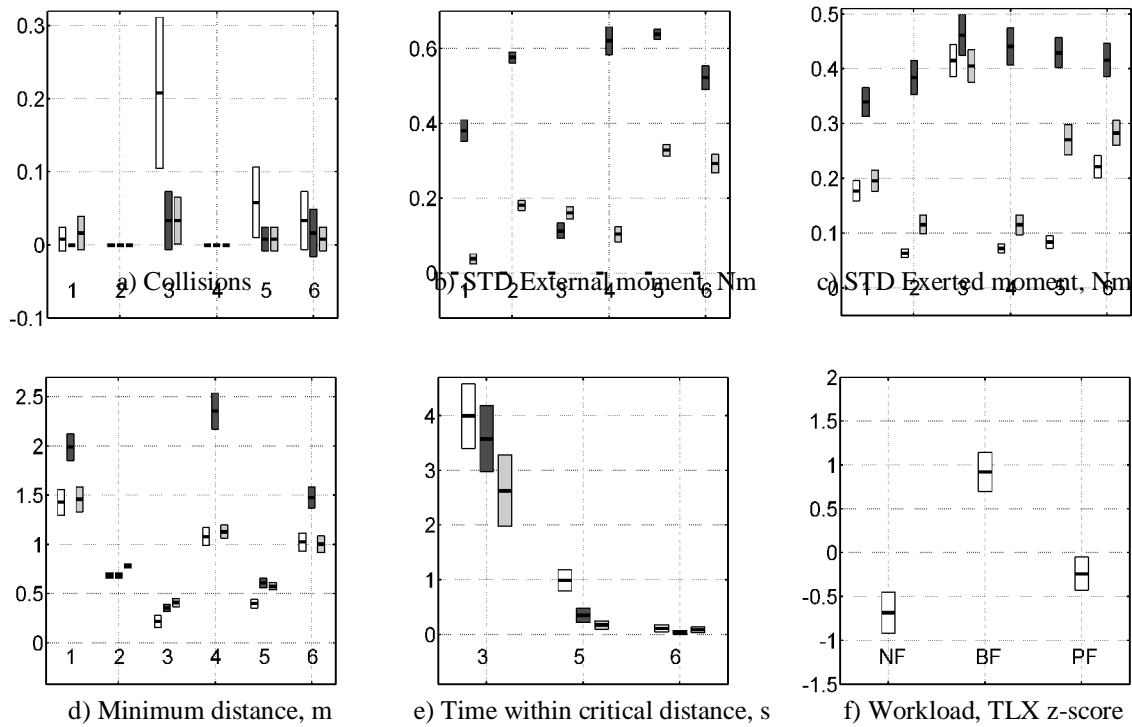 0.3
0.2
0.1
0
-0.1
1 2 3 4 5 6
a) Collisions
0.6
0.4
0.2
0
1 2 3 4 5 6
b) STD External moment, Nm
0.5
0.4
0.3
0.2
0.1
0
1 2 3 4 5 6
c) STD Exerted moment, Nm
2.5
2
1.5
1
0.5
0
1 2 3 4 5 6
d) Minimum distance, m
4
3
2
1
0
3 5 6
e) Time within critical distance, s
2
1.5
1
0.5
0
-0.5
-1
-1.5
NF BF PF
f) Workload, TLX z-score